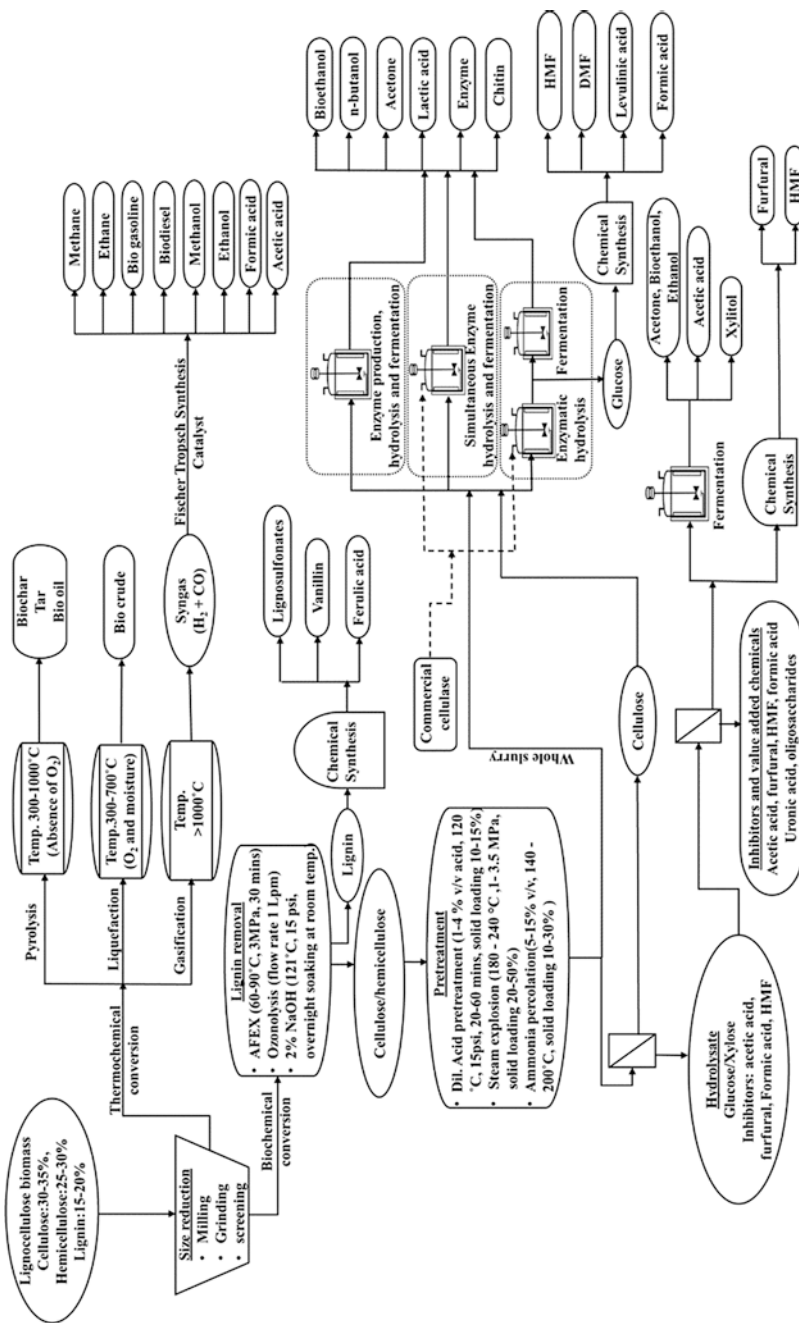 Lignocellulose biomass
Cellulose:30-35%,
Hemicellulose:25-30%
Lignin:15-20%
Size reduction
• Milling
• Grinding
• screening
Thermochemical
conversion
Biochemical
conversion
Pyrolysis
Liquefaction
Gasification
Temp. 300-1000˚C
(Absence of O₂)
Temp.300-700˚C
(O₂ and moisture)
Temp.
>1000˚C
Biochar
Tar
Bio oil
Bio crude
Syngas
(H₂ + CO)
Fischer Tropsch Synthesis
Catalyst
Methane
Ethane
Bio gasoline
Biodiesel
Methanol
Ethanol
Formic acid
Acetic acid
Lignin removal
• AFEX (60-90˚C, 3MPa, 30 mins)
• Ozonolysis (flow rate 1 Lpm)
• 2% NaOH (121˚C, 15 psi,
overnight soaking at room temp.
Lignin
Chemical
Synthesis
Lignosulfonates
Vanillin
Ferulic acid
Cellulose/hemicellulose
Pretreatment
• Dil. Acid pretreatment (1-4 % v/v acid, 120
˚C, 15psi, 20-60 mins, solid loading 10-15%)
• Steam explosion (180 - 240 °C ,1- 3.5 MPa,
solid loading 20-50%)
• Ammonia percolation(5-15% v/v, 140 -
200˚C, solid loading 10-30% )
Whole slurry
Commercial
cellulase
Enzyme production,
hydrolysis and fermentation
Simultaneous Enzyme
hydrolysis and fermentation
Enzymatic
hydrolysis
Fermentation
Bioethanol
n-butanol
Acetone
Lactic acid
Enzyme
Chitin
Glucose
Chemical
Synthesis
HMF
DMF
Levulinic acid
Formic acid
Cellulose
Hydrolysate
Glucose/Xylose
Inhibitors: acetic acid,
furfural, Formic acid, HMF
Inhibitors and value added chemicals
Acetic acid, furfural, HMF, formic acid
Uronic acid, oligosaccharides
Fermentation
Acetone, Bioethanol,
Ethanol
Acetic acid
Xylitol
Chemical
Synthesis
Furfural
HMF